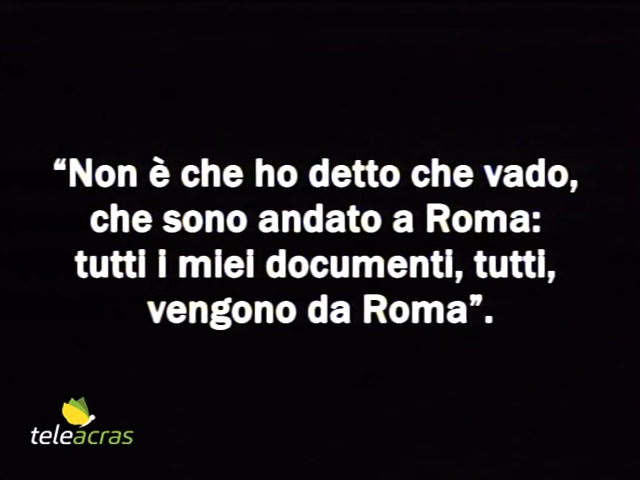 “Non è che ho detto che vado,
che sono andato a Roma:
tutti i miei documenti, tutti,
vengono da Roma”.
teleacras